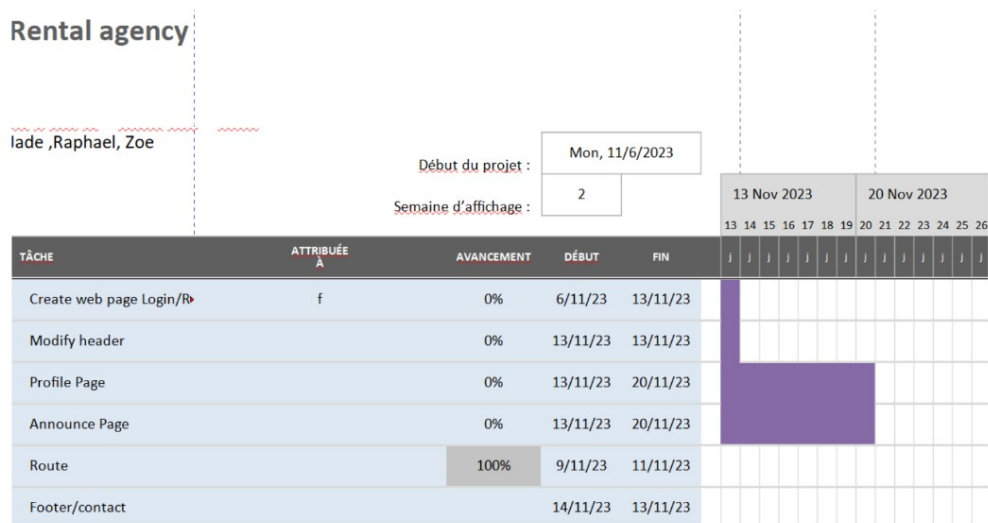 Rental agency
Jade ,Raphael, Zoe
Début du projet : Mon, 11/6/2023
Semaine d'affichage : 2
13 Nov 2023 20 Nov 2023
13 14 15 16 17 18 19 20 21 22 23 24 25 26
TÂCHE ATTRIBUÉE À AVANCEMENT DÉBUT FIN j j j j j j j j j j j j j j
Create web page Login/R 0% 6/11/23 13/11/23
f
Modify header 0% 13/11/23 13/11/23
Profile Page 0% 13/11/23 20/11/23
Announce Page 0% 13/11/23 20/11/23
Route 100% 9/11/23 11/11/23
Footer/contact 14/11/23 13/11/23